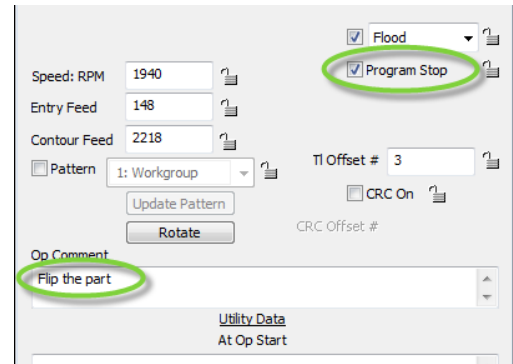 Flood
Speed: RPM 1940
Program Stop
Entry Feed 148
Contour Feed 2218
Pattern 1: Workgroup
Tl Offset # 3
Update Pattern
CRC On
Rotate
CRC Offset #
Op Comment
Flip the part
Utility Data
At Op Start